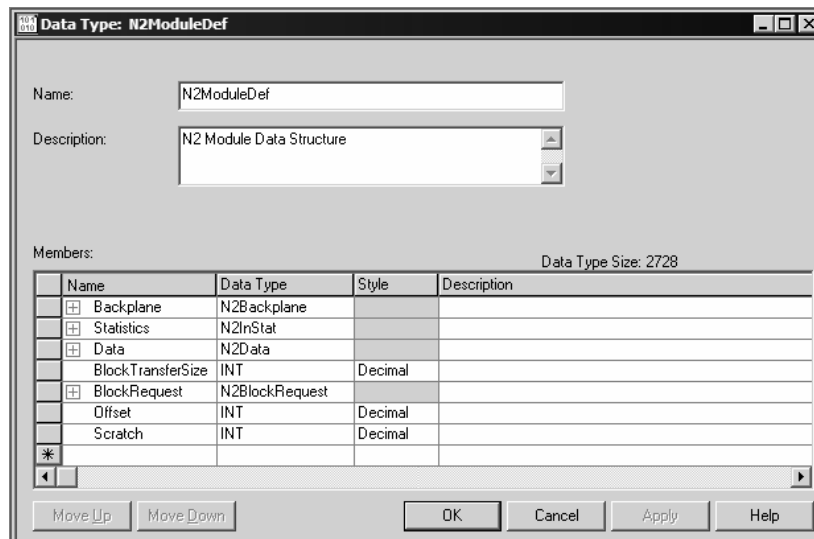 101
010 Data Type: N2ModuleDef
Name: N2ModuleDef
Description: N2 Module Data Structure
Members: Data Type Size: 2728
Name Data Type Style Description
Backplane N2Backplane
Statistics N2InStat
Data N2Data
BlockTransferSize INT Decimal
BlockRequest N2BlockRequest
Offset INT Decimal
Scratch INT Decimal
*
Move Up Move Down OK Cancel Apply Help